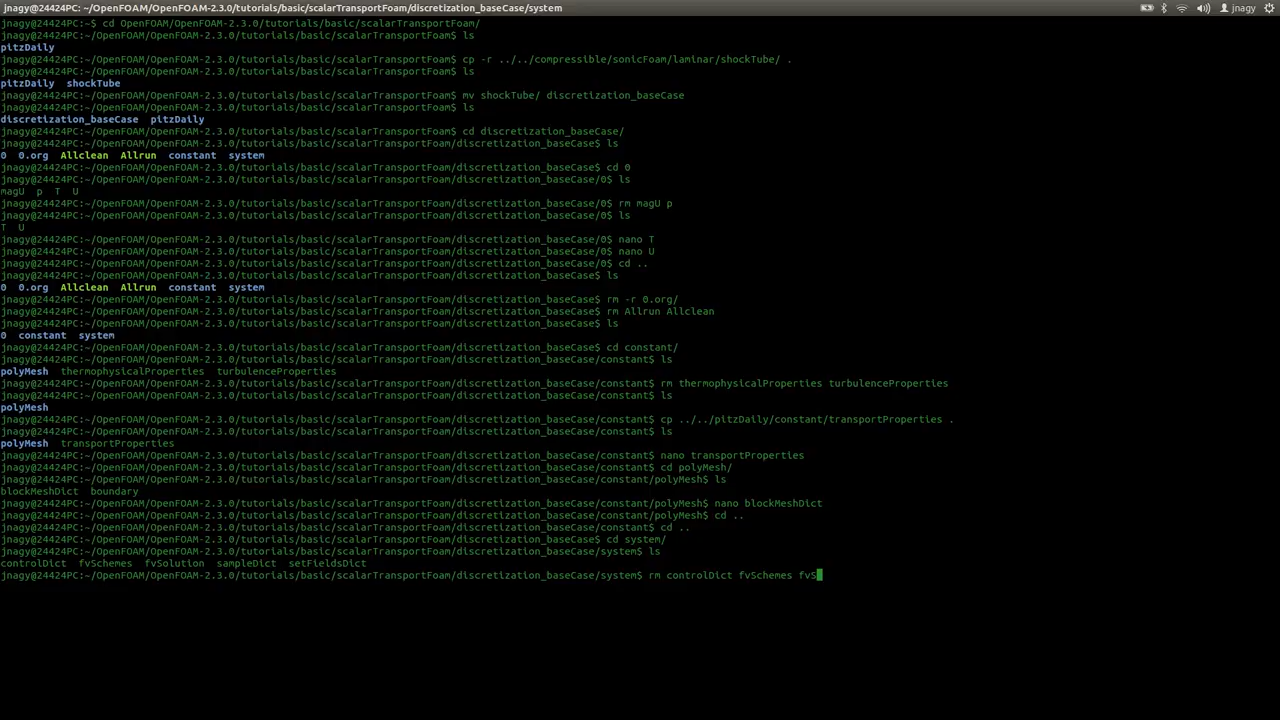 jnagy@24424PC: ~/OpenFOAM/OpenFOAM-2.3.0/tutorials/basic/scalarTransportFoam/discretization_baseCase/system
jnagy
jnagy@24424PC:~$ cd OpenFOAM/OpenFOAM-2.3.0/tutorials/basic/scalarTransportFoam/
jnagy@24424PC:~/OpenFOAM/OpenFOAM-2.3.0/tutorials/basic/scalarTransportFoam$ ls
pitzDaily
jnagy@24424PC:~/OpenFOAM/OpenFOAM-2.3.0/tutorials/basic/scalarTransportFoam$ cp -r ../../compressible/sonicFoam/laminar/shockTube/ .
jnagy@24424PC:~/OpenFOAM/OpenFOAM-2.3.0/tutorials/basic/scalarTransportFoam$ ls
pitzDaily  shockTube
jnagy@24424PC:~/OpenFOAM/OpenFOAM-2.3.0/tutorials/basic/scalarTransportFoam$ mv shockTube/ discretization_baseCase
jnagy@24424PC:~/OpenFOAM/OpenFOAM-2.3.0/tutorials/basic/scalarTransportFoam$ ls
discretization_baseCase  pitzDaily
jnagy@24424PC:~/OpenFOAM/OpenFOAM-2.3.0/tutorials/basic/scalarTransportFoam$ cd discretization_baseCase/
jnagy@24424PC:~/OpenFOAM/OpenFOAM-2.3.0/tutorials/basic/scalarTransportFoam/discretization_baseCase$ ls
0  0.org  Allclean  Allrun  constant  system
jnagy@24424PC:~/OpenFOAM/OpenFOAM-2.3.0/tutorials/basic/scalarTransportFoam/discretization_baseCase$ cd 0
jnagy@24424PC:~/OpenFOAM/OpenFOAM-2.3.0/tutorials/basic/scalarTransportFoam/discretization_baseCase/0$ ls
magU  p  T  U
jnagy@24424PC:~/OpenFOAM/OpenFOAM-2.3.0/tutorials/basic/scalarTransportFoam/discretization_baseCase/0$ rm magU p
jnagy@24424PC:~/OpenFOAM/OpenFOAM-2.3.0/tutorials/basic/scalarTransportFoam/discretization_baseCase/0$ ls
T  U
jnagy@24424PC:~/OpenFOAM/OpenFOAM-2.3.0/tutorials/basic/scalarTransportFoam/discretization_baseCase/0$ nano T
jnagy@24424PC:~/OpenFOAM/OpenFOAM-2.3.0/tutorials/basic/scalarTransportFoam/discretization_baseCase/0$ nano U
jnagy@24424PC:~/OpenFOAM/OpenFOAM-2.3.0/tutorials/basic/scalarTransportFoam/discretization_baseCase/0$ cd ..
jnagy@24424PC:~/OpenFOAM/OpenFOAM-2.3.0/tutorials/basic/scalarTransportFoam/discretization_baseCase$ ls
0  0.org  Allclean  Allrun  constant  system
jnagy@24424PC:~/OpenFOAM/OpenFOAM-2.3.0/tutorials/basic/scalarTransportFoam/discretization_baseCase$ rm -r 0.org/
jnagy@24424PC:~/OpenFOAM/OpenFOAM-2.3.0/tutorials/basic/scalarTransportFoam/discretization_baseCase$ rm Allrun Allclean
jnagy@24424PC:~/OpenFOAM/OpenFOAM-2.3.0/tutorials/basic/scalarTransportFoam/discretization_baseCase$ ls
0  constant  system
jnagy@24424PC:~/OpenFOAM/OpenFOAM-2.3.0/tutorials/basic/scalarTransportFoam/discretization_baseCase$ cd constant/
jnagy@24424PC:~/OpenFOAM/OpenFOAM-2.3.0/tutorials/basic/scalarTransportFoam/discretization_baseCase/constant$ ls
polyMesh  thermophysicalProperties  turbulenceProperties
jnagy@24424PC:~/OpenFOAM/OpenFOAM-2.3.0/tutorials/basic/scalarTransportFoam/discretization_baseCase/constant$ rm thermophysicalProperties turbulenceProperties
jnagy@24424PC:~/OpenFOAM/OpenFOAM-2.3.0/tutorials/basic/scalarTransportFoam/discretization_baseCase/constant$ ls
polyMesh
jnagy@24424PC:~/OpenFOAM/OpenFOAM-2.3.0/tutorials/basic/scalarTransportFoam/discretization_baseCase/constant$ cp ../../pitzDaily/constant/transportProperties .
jnagy@24424PC:~/OpenFOAM/OpenFOAM-2.3.0/tutorials/basic/scalarTransportFoam/discretization_baseCase/constant$ ls
polyMesh  transportProperties
jnagy@24424PC:~/OpenFOAM/OpenFOAM-2.3.0/tutorials/basic/scalarTransportFoam/discretization_baseCase/constant$ nano transportProperties
jnagy@24424PC:~/OpenFOAM/OpenFOAM-2.3.0/tutorials/basic/scalarTransportFoam/discretization_baseCase/constant$ cd polyMesh/
jnagy@24424PC:~/OpenFOAM/OpenFOAM-2.3.0/tutorials/basic/scalarTransportFoam/discretization_baseCase/constant/polyMesh$ ls
blockMeshDict  boundary
jnagy@24424PC:~/OpenFOAM/OpenFOAM-2.3.0/tutorials/basic/scalarTransportFoam/discretization_baseCase/constant/polyMesh$ nano blockMeshDict
jnagy@24424PC:~/OpenFOAM/OpenFOAM-2.3.0/tutorials/basic/scalarTransportFoam/discretization_baseCase/constant/polyMesh$ cd ..
jnagy@24424PC:~/OpenFOAM/OpenFOAM-2.3.0/tutorials/basic/scalarTransportFoam/discretization_baseCase/constant$ cd ..
jnagy@24424PC:~/OpenFOAM/OpenFOAM-2.3.0/tutorials/basic/scalarTransportFoam/discretization_baseCase$ cd system/
jnagy@24424PC:~/OpenFOAM/OpenFOAM-2.3.0/tutorials/basic/scalarTransportFoam/discretization_baseCase/system$ ls
controlDict  fvSchemes  fvSolution  sampleDict  setFieldsDict
jnagy@24424PC:~/OpenFOAM/OpenFOAM-2.3.0/tutorials/basic/scalarTransportFoam/discretization_baseCase/system$ rm controlDict fvSchemes fvS